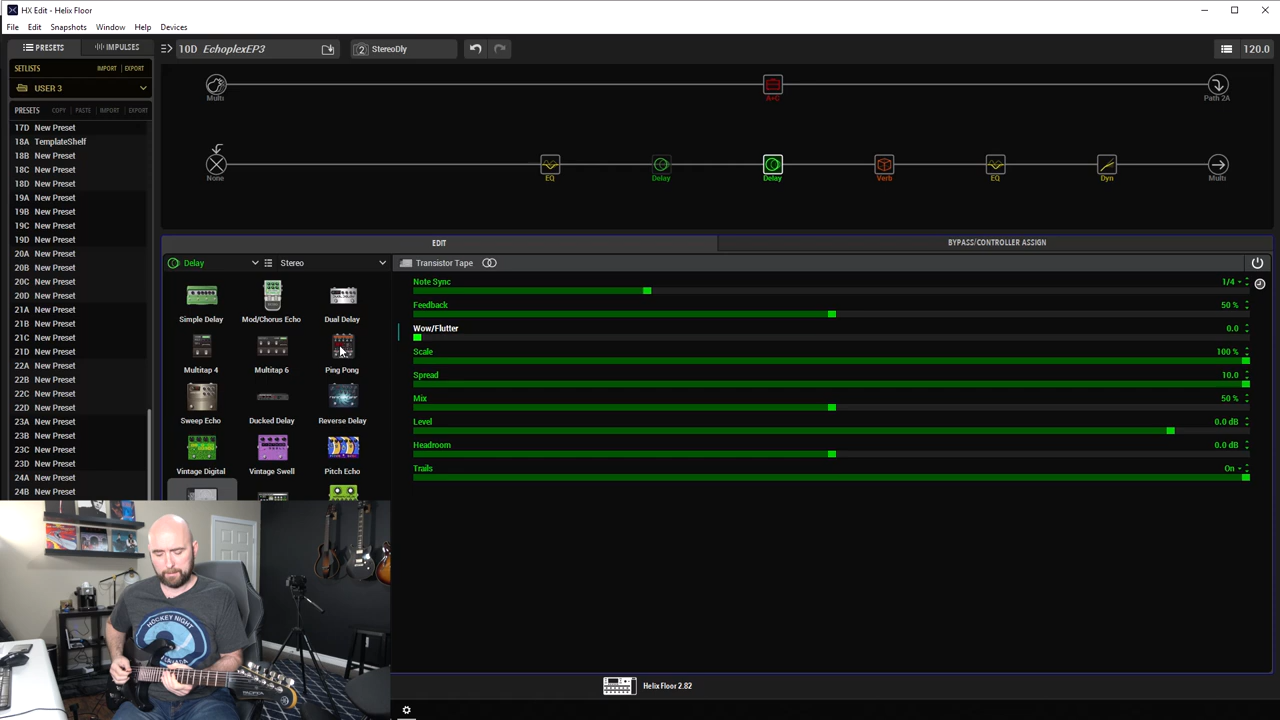 HX Edit - Helix Floor
File Edit Snapshots Window Help Devices
PRESETS IMPULSES
10D EchoplexEP3
2 StereoDly
120.0
SETLISTS IMPORT EXPORT
USER 3
PRESETS COPY PASTE IMPORT EXPORT
17D New Preset
18A TemplateShelf
18B New Preset
18C New Preset
18D New Preset
19A New Preset
19B New Preset
19C New Preset
19D New Preset
20A New Preset
20B New Preset
20C New Preset
20D New Preset
21A New Preset
21B New Preset
21C New Preset
21D New Preset
22A New Preset
22B New Preset
22C New Preset
22D New Preset
23A New Preset
23B New Preset
23C New Preset
23D New Preset
24A New Preset
24B New Preset
Multi A+C Path 2A
None EQ Delay Delay Verb EQ Dyn Multi
EDIT BYPASS/CONTROLLER ASSIGN
Delay Stereo
Simple Delay Mod/Chorus Echo Dual Delay
Multitap 4 Multitap 6 Ping Pong
Sweep Echo Ducked Delay Reverse Delay
Vintage Digital Vintage Swell Pitch Echo
Transistor Tape
Note Sync 1/4
Feedback 50 %
Wow/Flutter 0.0
Scale 100 %
Spread 10.0
Mix 50 %
Level 0.0 dB
Headroom 0.0 dB
Trails On
HOCKEY NIGHT
Helix Floor 2.82